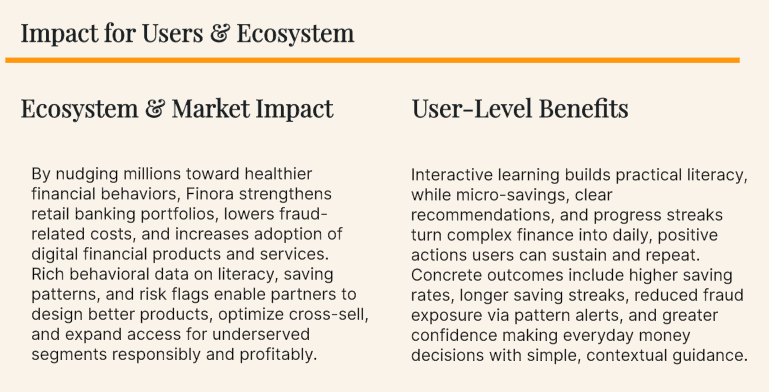 Impact for Users & Ecosystem
Ecosystem & Market Impact
By nudging millions toward healthier
financial behaviors, Finora strengthens
retail banking portfolios, lowers fraud-
related costs, and increases adoption of
digital financial products and services.
Rich behavioral data on literacy, saving
patterns, and risk flags enable partners to
design better products, optimize cross-sell,
and expand access for underserved
segments responsibly and profitably.
User-Level Benefits
Interactive learning builds practical literacy,
while micro-savings, clear
recommendations, and progress streaks
turn complex finance into daily, positive
actions users can sustain and repeat.
Concrete outcomes include higher saving
rates, longer saving streaks, reduced fraud
exposure via pattern alerts, and greater
confidence making everyday money
decisions with simple, contextual guidance.